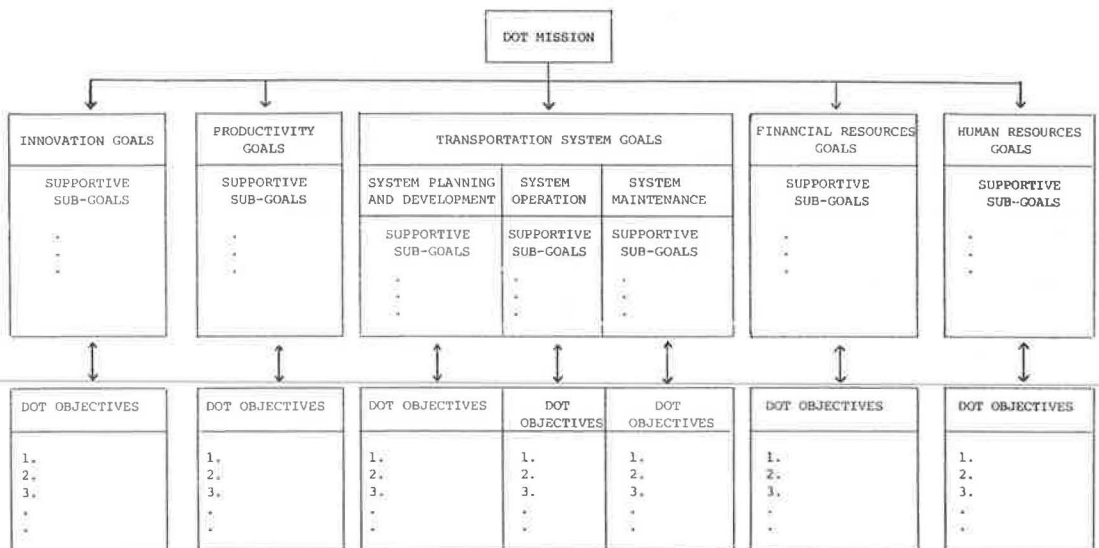 DOT MISSION
INNOVATION GOALS
SUPPORTIVE
SUB-GOALS
PRODUCTIVITY
GOALS
SUPPORTIVE
SUB-GOALS
TRANSPORTATION SYSTEM GOALS
SYSTEM PLANNING
AND DEVELOPMENT
SUPPORTIVE
SUB-GOALS
SYSTEM
OPERATION
SUPPORTIVE
SUB-GOALS
SYSTEM
MAINTENANCE
SUPPORTIVE
SUB-GOALS
FINANCIAL RESOURCES
GOALS
SUPPORTIVE
SUB-GOALS
HUMAN RESOURCES
GOALS
SUPPORTIVE
SUB-GOALS
DOT OBJECTIVES
1.
2.
3.
DOT OBJECTIVES
1.
2.
3.
DOT OBJECTIVES
1.
2.
3.
DOT
OBJECTIVES
1.
2.
3.
DOT
OBJECTIVES
1.
2.
3.
DOT OBJECTIVES
1.
2.
3.
DOT OBJECTIVES
1.
2.
3.